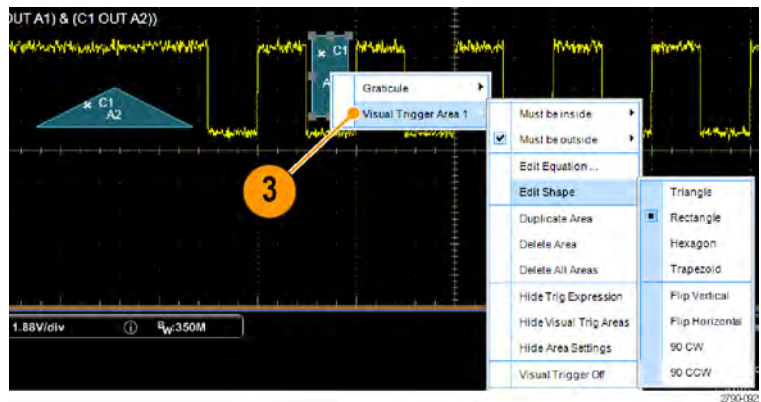 OUT A1) & (C1 OUT A2))
C1
A
C1
A2
Graticule
Visual Trigger Area 1
3
Must be inside
Must be outside
Edit Equation ...
Edit Shape
Duplicate Area
Delete Area
Delete All Areas
Hide Trig Expression
Hide Visual Trig Areas
Hide Area Settings
Visual Trigger Off
Triangle
Rectangle
Hexagon
Trapezoid
Flip Vertical
Flip Horizontal
90 CW
90 CCW
1.88V/div BW:350M